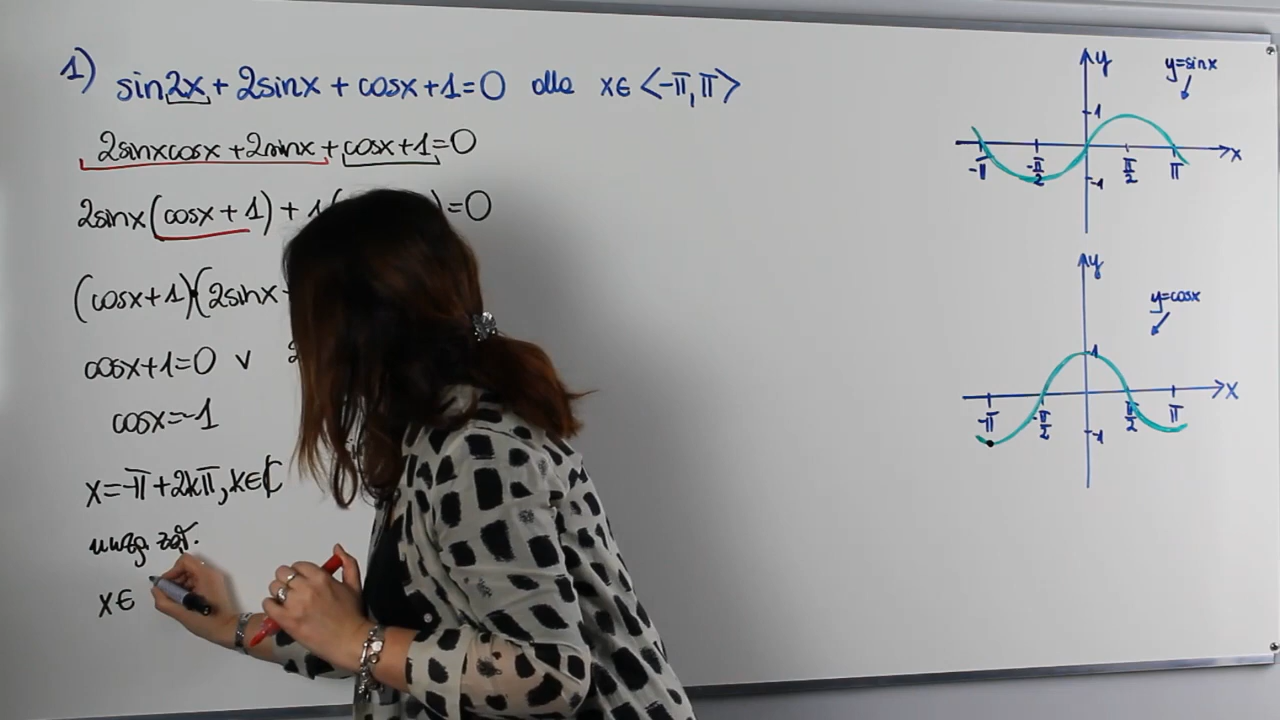 1) sin2x + 2sinx + cosx + 1 = 0 dla x∈ <-π, π>
2sinxcosx + 2sinx + cosx + 1 = 0
2sinx(cosx + 1) + 1( ) = 0
(cosx + 1)(2sinx
cosx + 1 = 0 v
cosx = -1
x = -π + 2kπ, k∈C
uwzg. zał.
x∈
y
y=sinx
1
-π
-π/2
π/2
π
x
-1
y
y=cosx
1
-π
-π/2
π/2
π
x
-1